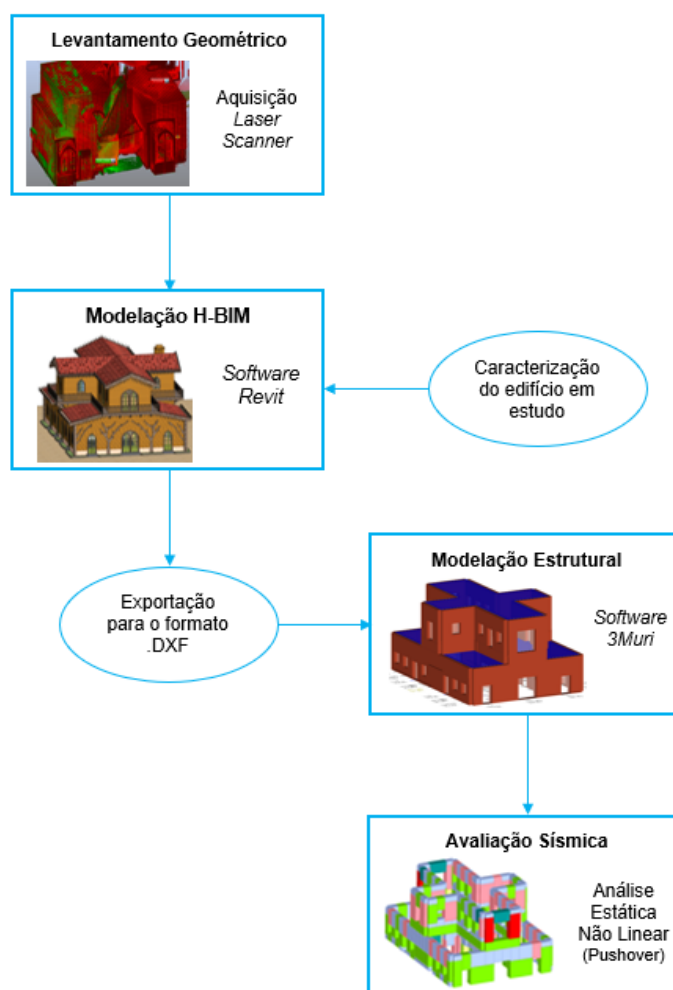 Levantamento Geométrico
Aquisição
Laser
Scanner
Modelação H-BIM
Software
Revit
Caracterização
do edifício em
estudo
Exportação
para o formato
.DXF
Modelação Estrutural
Software
3Muri
Avaliação Sísmica
Análise
Estática
Não Linear
(Pushover)